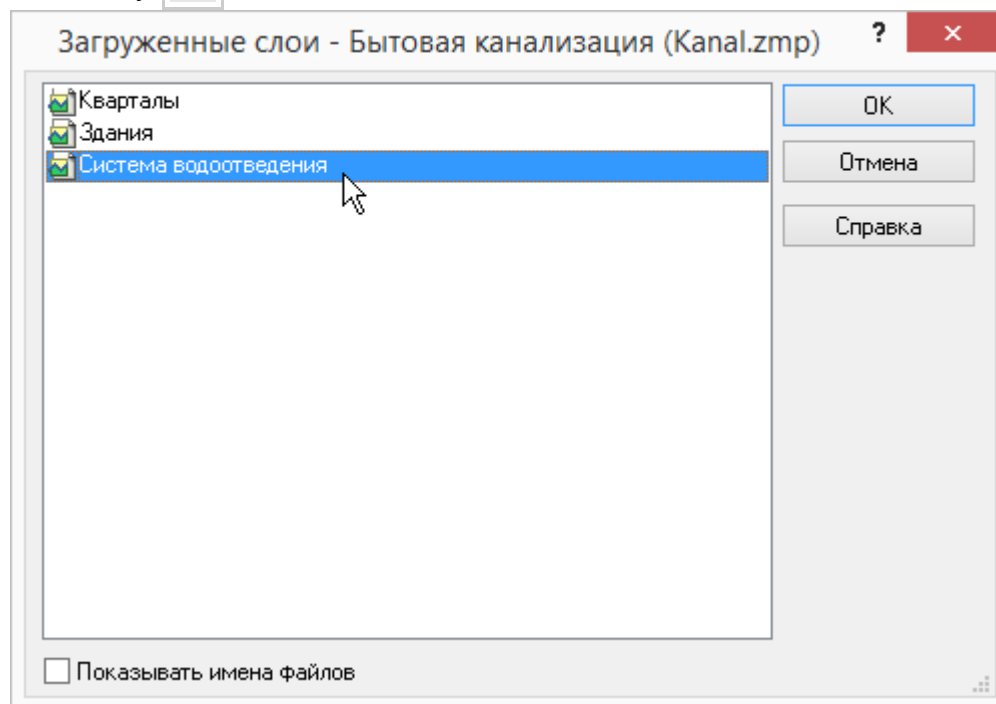 Загруженные слои - Бытовая канализация (Kanal.zmp)
?
×
Кварталы
Здания
Система водоотведения
OK
Отмена
Справка
Показывать имена файлов